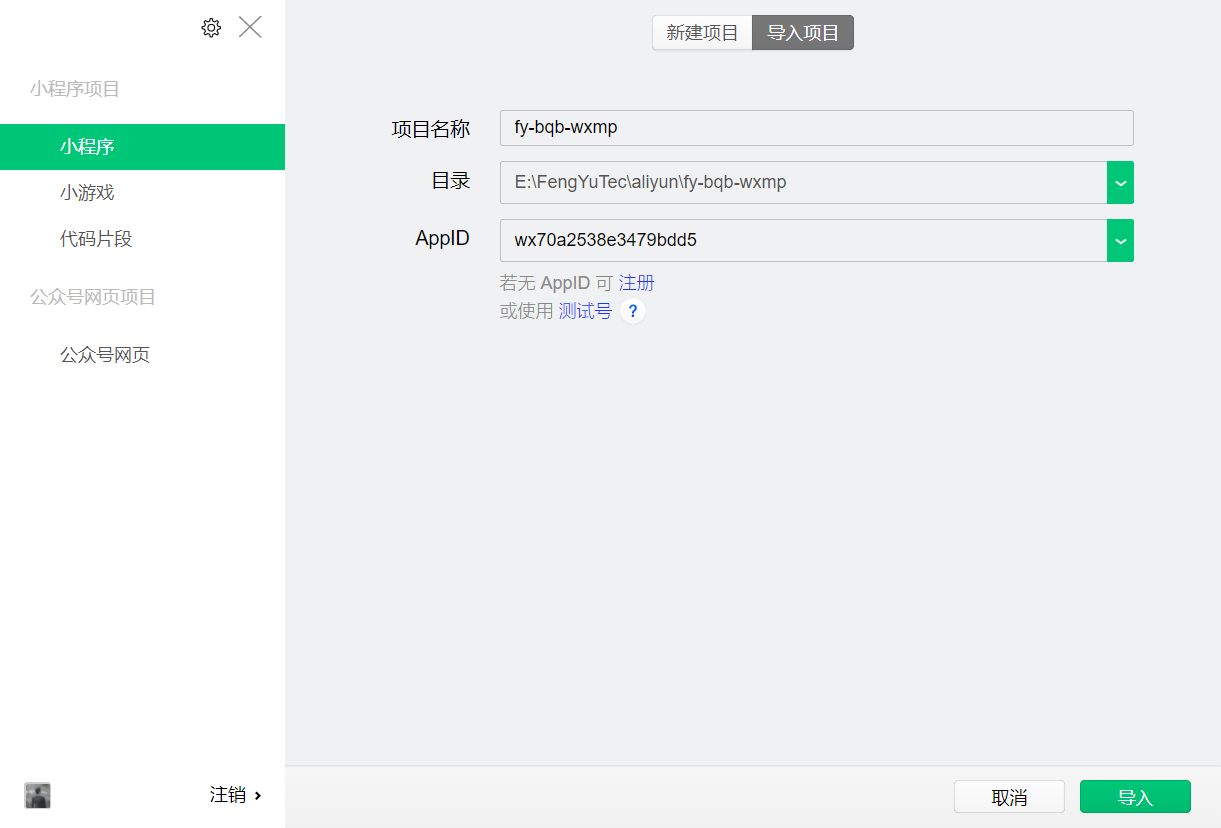 小程序项目
小程序
小游戏
代码片段
公众号网页项目
公众号网页
注销
新建项目
导入项目
项目名称
fy-bqb-wxmp
目录
E:\FengYuTec\aliyun\fy-bqb-wxmp
AppID
wx70a2538e3479bdd5
若无 AppID 可 注册
或使用 测试号 ?
取消
导入